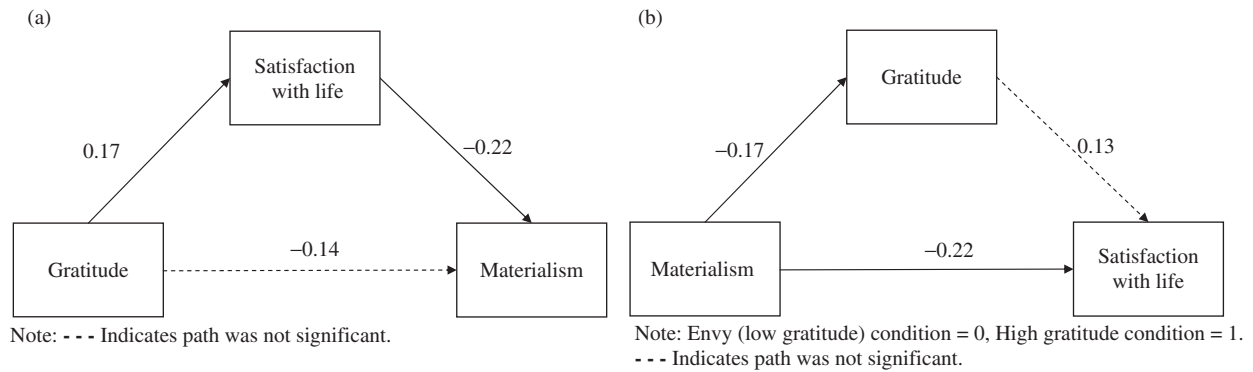 (a)
Satisfaction
with life
0.17
−0.22
Gratitude
−0.14
Materialism
Note: - - - Indicates path was not significant.
(b)
Gratitude
−0.17
0.13
Materialism
−0.22
Satisfaction
with life
Note: Envy (low gratitude) condition = 0, High gratitude condition = 1.
- - - Indicates path was not significant.